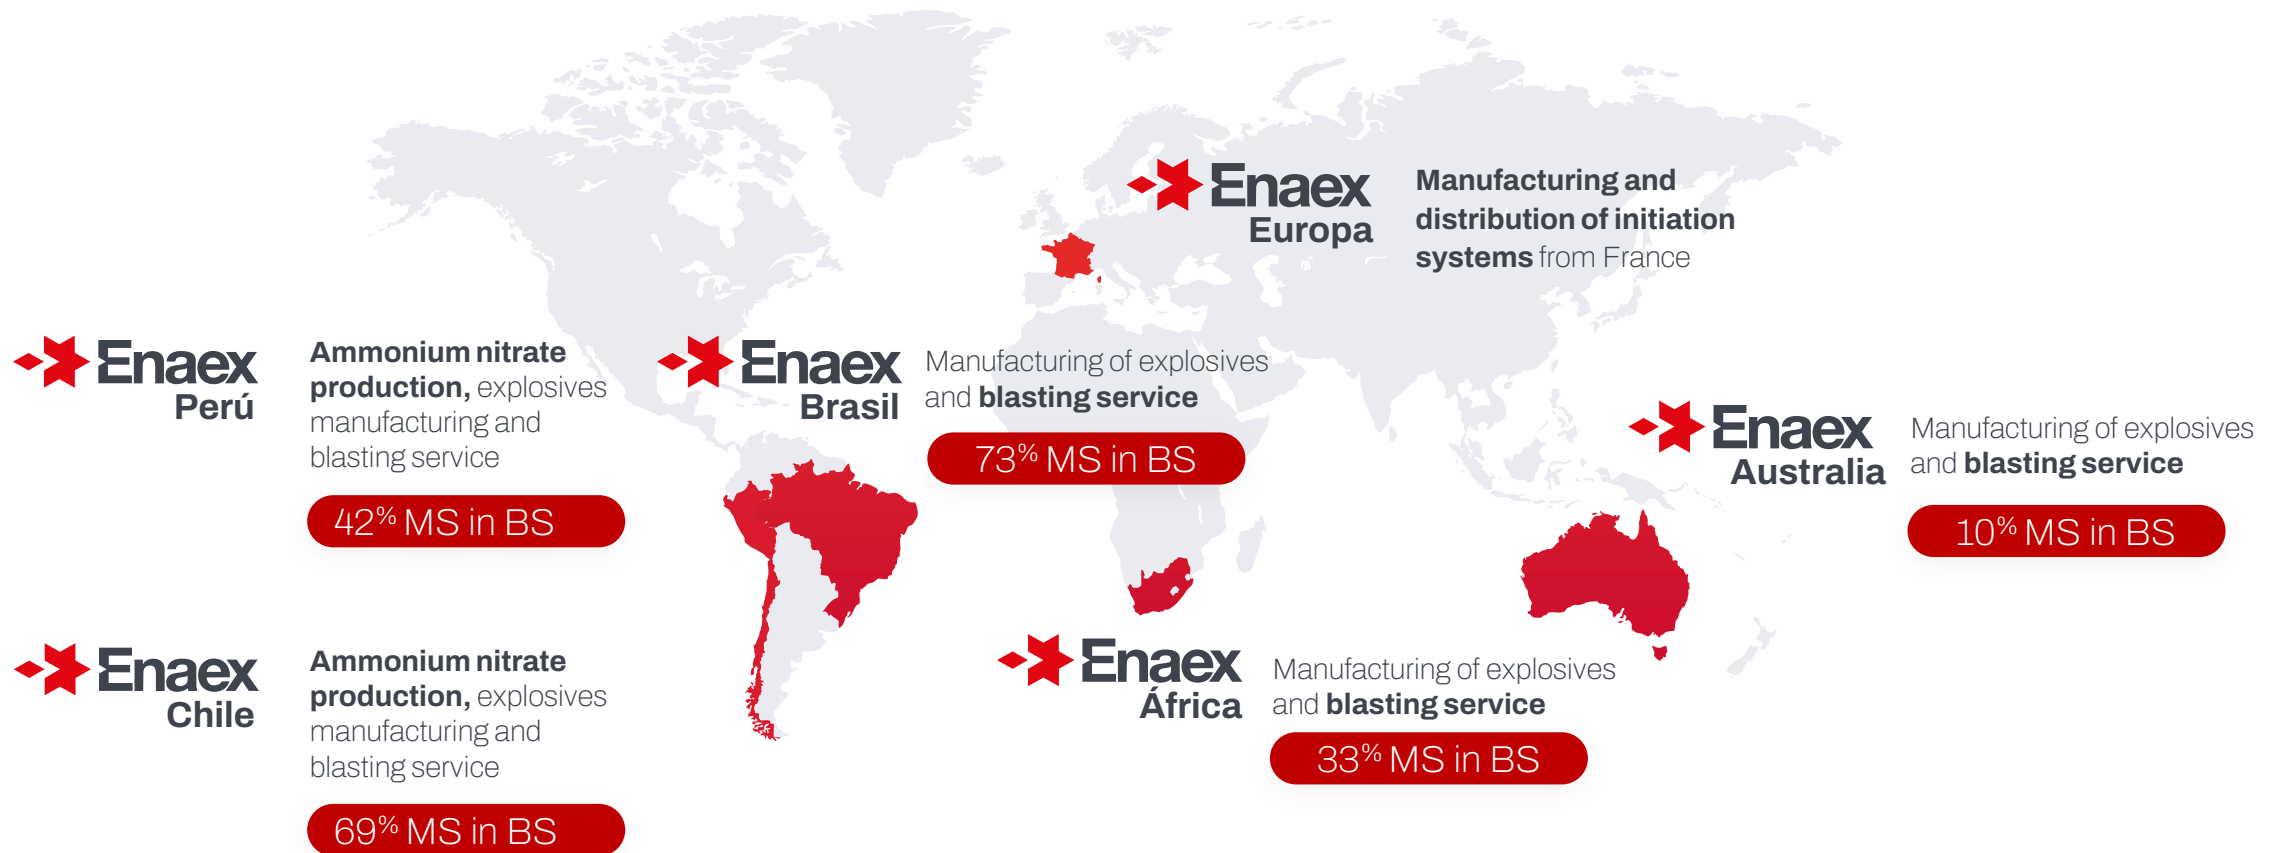 Enaex
Europa
Manufacturing and
distribution of initiation
systems from France
Enaex
Perú
Ammonium nitrate
production, explosives
manufacturing and
blasting service
42% MS in BS
Enaex
Brasil
Manufacturing of explosives
and blasting service
73% MS in BS
Enaex
Australia
Manufacturing of explosives
and blasting service
10% MS in BS
Enaex
Chile
Ammonium nitrate
production, explosives
manufacturing and
blasting service
69% MS in BS
Enaex
África
Manufacturing of explosives
and blasting service
33% MS in BS